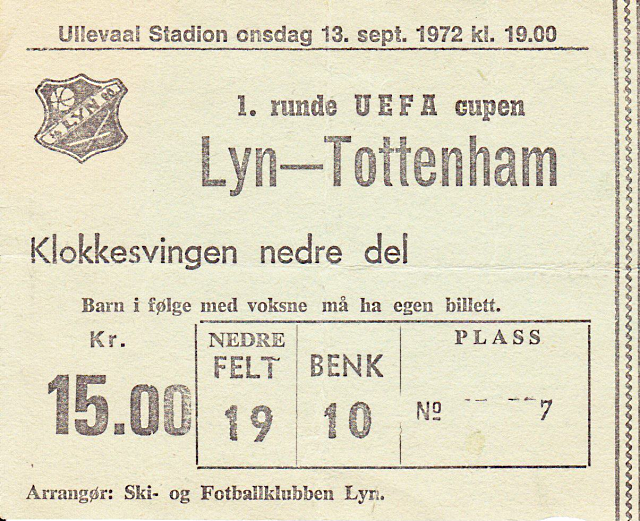 Ullevaal Stadion onsdag 13. sept. 1972 kl. 19.00
LYN
1. runde UEFA cupen
Lyn—Tottenham
Klokkesvingen nedre del
Barn i følge med voksne må ha egen billett.
Kr.
15.00
NEDRE
FELT
19
BENK
10
PLASS
Nº 7
Arrangør: Ski- og Fotballklubben Lyn.